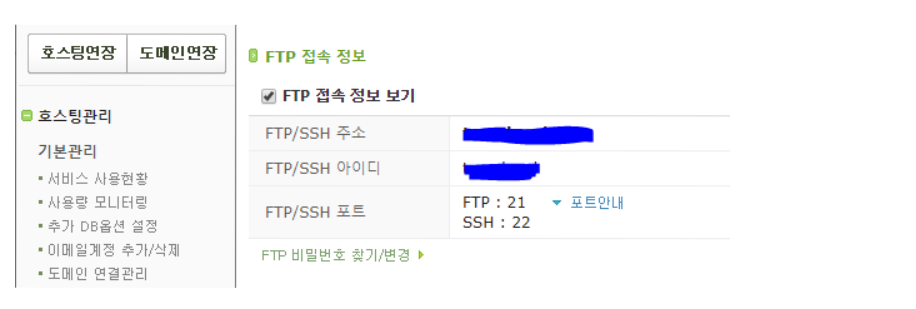 호스팅연장 도메인연장
호스팅관리
기본관리
서비스 사용현황
사용량 모니터링
추가 DB옵션 설정
이메일계정 추가/삭제
도메인 연결관리
FTP 접속 정보
FTP 접속 정보 보기
FTP/SSH 주소
FTP/SSH 아이디
FTP/SSH 포트
FTP : 21 포트안내
SSH : 22
FTP 비밀번호 찾기/변경